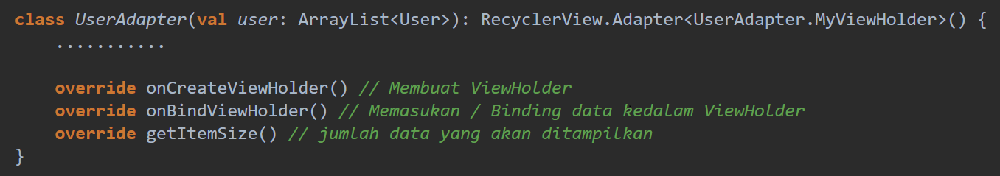 class UserAdapter(val user: ArrayList<User>): RecyclerView.Adapter<UserAdapter.MyViewHolder>() {
...........
override onCreateViewHolder() // Membuat ViewHolder
override onBindViewHolder() // Memasukan / Binding data kedalam ViewHolder
override getItemSize() // jumlah data yang akan ditampilkan
}